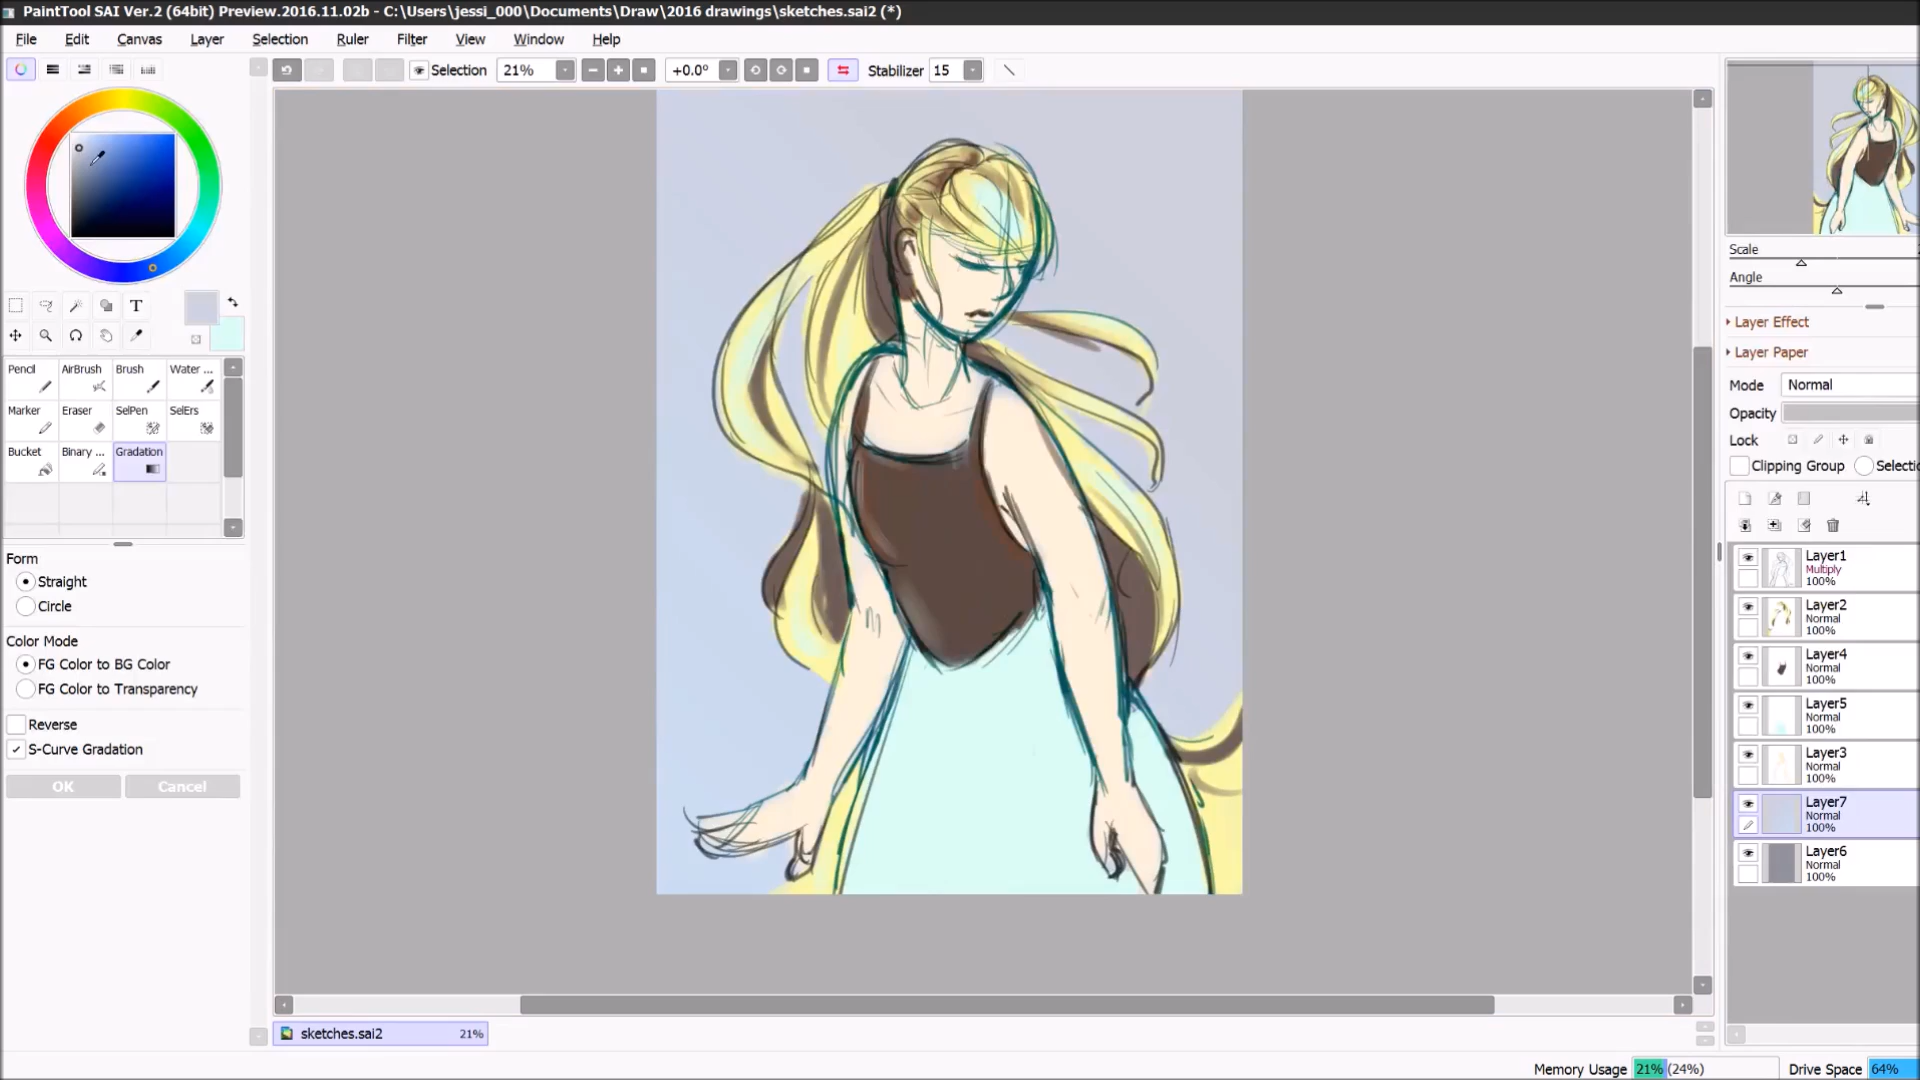 PaintTool SAI Ver.2 (64bit) Preview.2016.11.02b - C:\Users\jessi_000\Documents\Draw\2016 drawings\sketches.sai2 (*)
File Edit Canvas Layer Selection Ruler Filter View Window Help
Selection 21% +0.0° Stabilizer 15
T
Pencil AirBrush Brush Water ...
Marker Eraser SelPen SelErs
Bucket Binary ... Gradation
Form
Straight
Circle
Color Mode
FG Color to BG Color
FG Color to Transparency
Reverse
S-Curve Gradation
OK Cancel
Scale
Angle
Layer Effect
Layer Paper
Mode Normal
Opacity
Lock
Clipping Group Selectio
Layer1
Multiply
100%
Layer2
Normal
100%
Layer4
Normal
100%
Layer5
Normal
100%
Layer3
Normal
100%
Layer7
Normal
100%
Layer6
Normal
100%
sketches.sai2 21%
Memory Usage 21% (24%) Drive Space 64%